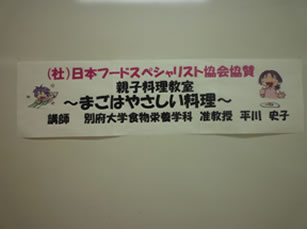 (社)日本フードスペシャリスト協会協賛
親子料理教室
～まごはやさしい料理～
講師 別府大学食物栄養学科 准教授 平川 史子